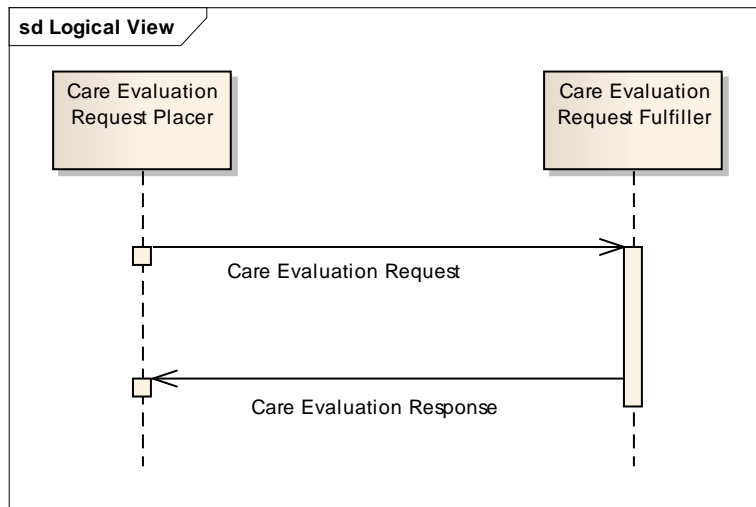 sd Logical View
Care Evaluation
Request Placer
Care Evaluation
Request Fulfiller
Care Evaluation Request
Care Evaluation Response